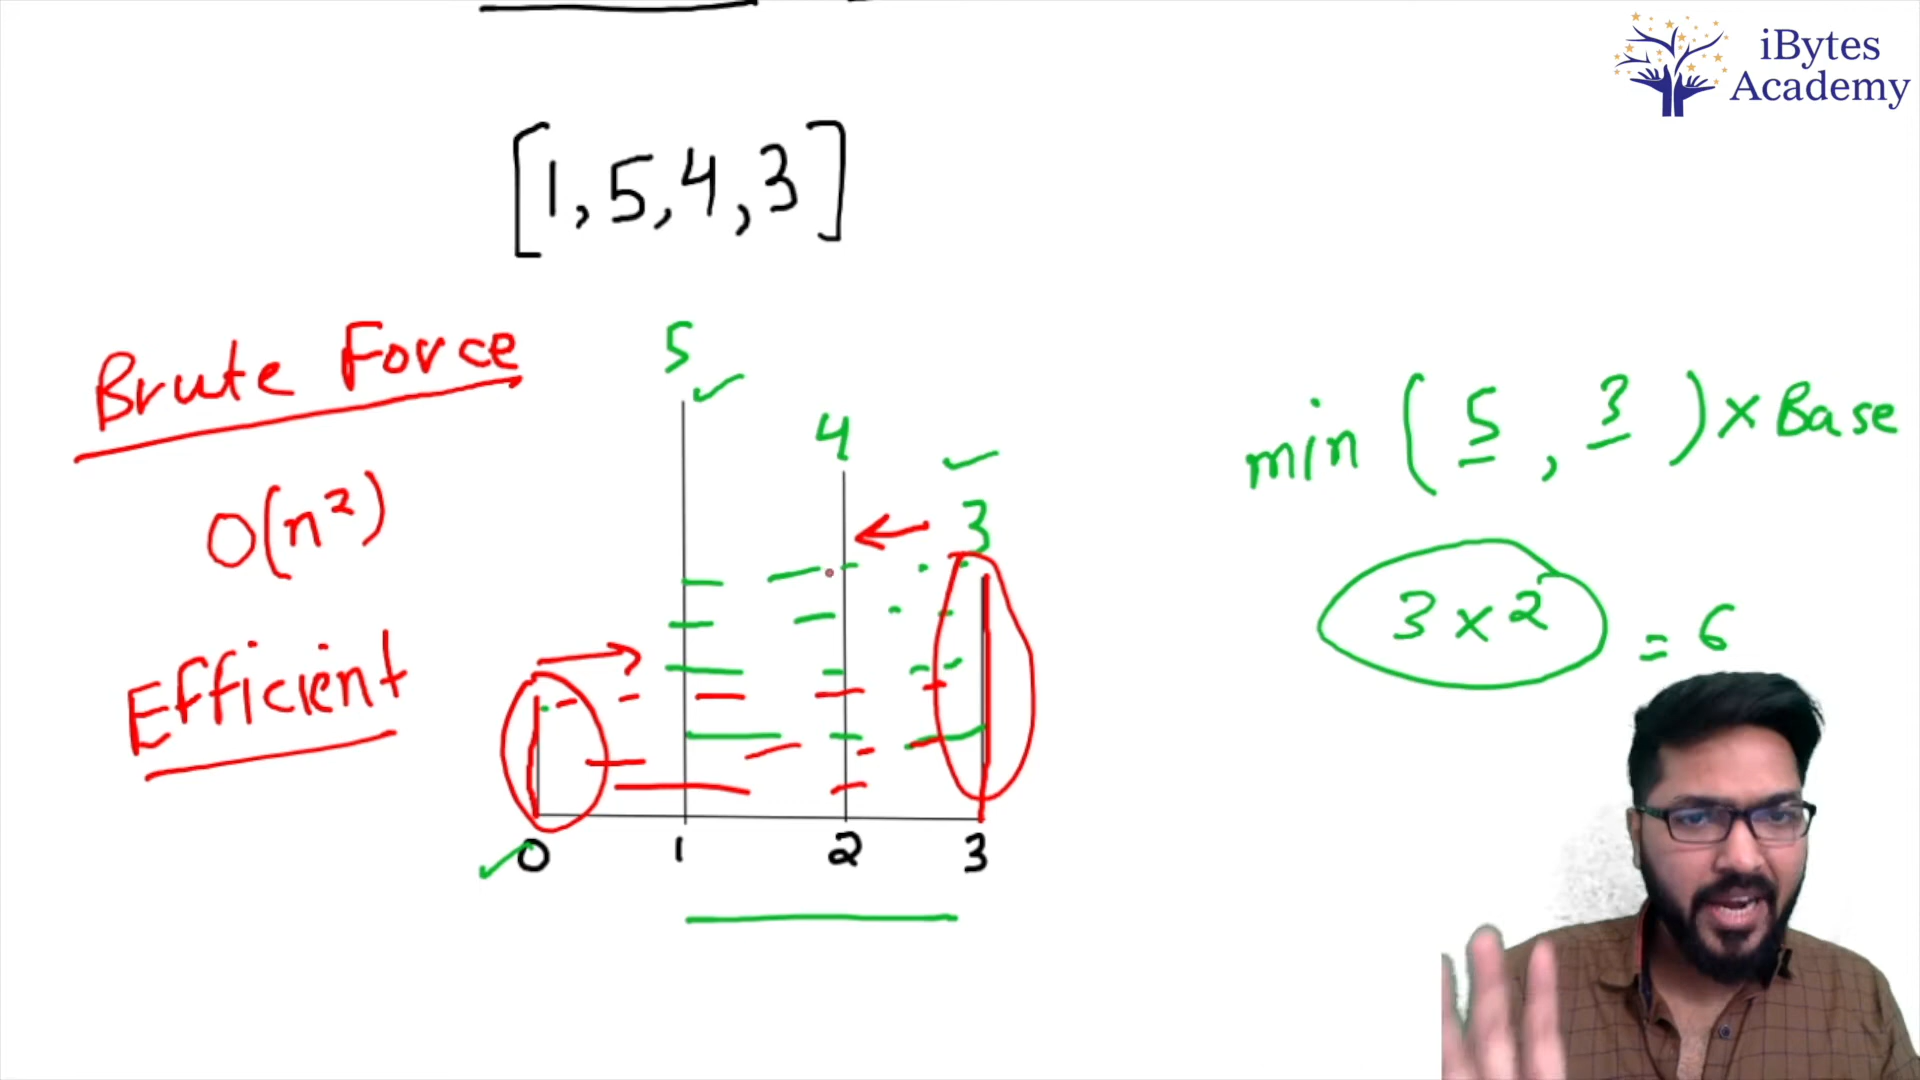 iBytes
Academy
[1, 5, 4, 3]
Brute Force
O(n²)
Efficient
5
4
3
0 1 2 3
min (5, 3) × Base
3 × 2 = 6